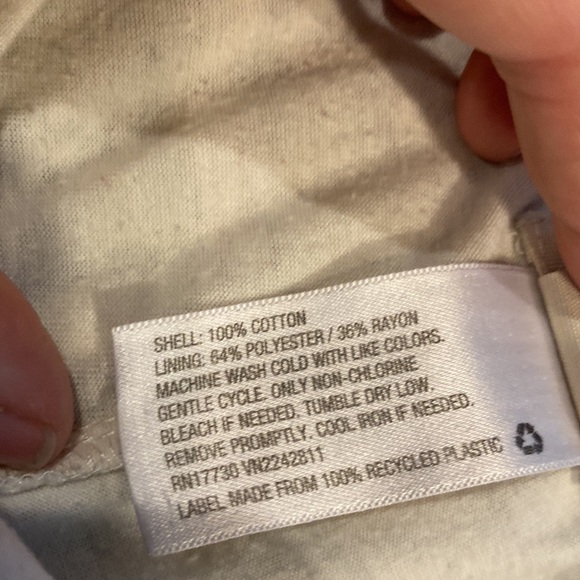 SHELL: 100% COTTON
LINING: 64% POLYESTER / 36% RAYON
MACHINE WASH COLD WITH LIKE COLORS.
GENTLE CYCLE. ONLY NON-CHLORINE
BLEACH IF NEEDED. TUMBLE DRY LOW.
REMOVE PROMPTLY. COOL IRON IF NEEDED.
RN17730 VN2242811
LABEL MADE FROM 100% RECYCLED PLASTIC